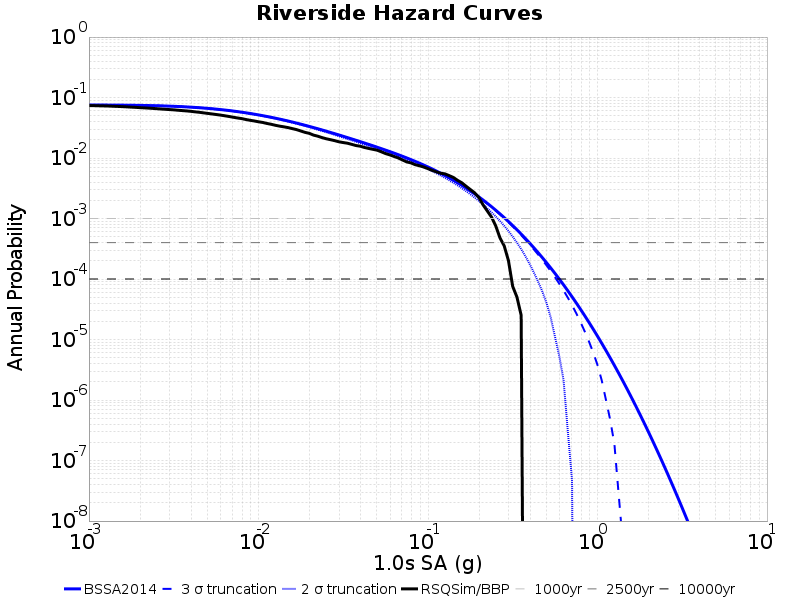 Riverside Hazard Curves
10^0
10^-1
10^-2
10^-3
10^-4
10^-5
10^-6
10^-7
10^-8
Annual Probability
10^-3 10^-2 10^-1 10^0 10^1
1.0s SA (g)
BSSA2014 3 σ truncation 2 σ truncation RSQSim/BBP 1000yr 2500yr 10000yr